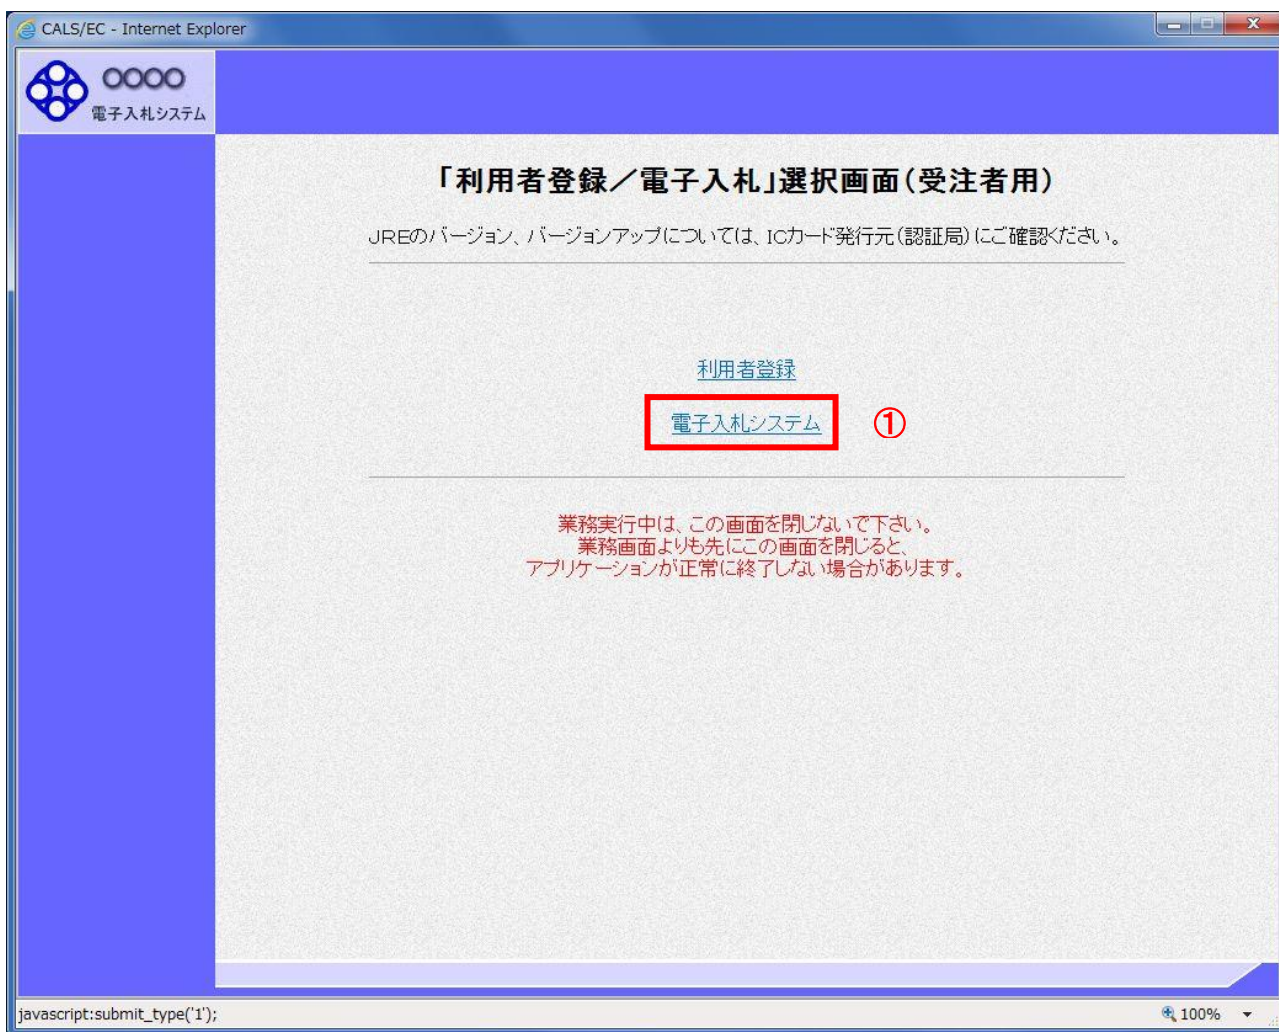 CALS/EC - Internet Explorer
〇〇〇〇
電子入札システム
「利用者登録／電子入札」選択画面(受注者用)
JREのバージョン、バージョンアップについては、ICカード発行元(認証局)にご確認ください。
利用者登録
電子入札システム ①
業務実行中は、この画面を閉じないで下さい。
業務画面よりも先にこの画面を閉じると、
アプリケーションが正常に終了しない場合があります。
javascript:submit_type('1');
100%